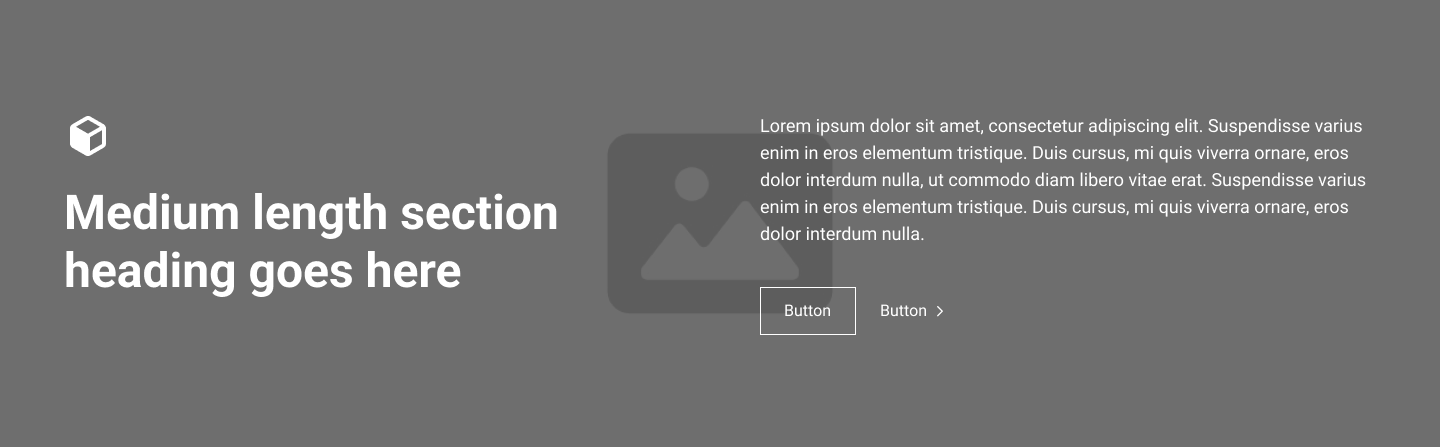 Medium length section
heading goes here
Lorem ipsum dolor sit amet, consectetur adipiscing elit. Suspendisse varius
enim in eros elementum tristique. Duis cursus, mi quis viverra ornare, eros
dolor interdum nulla, ut commodo diam libero vitae erat. Suspendisse varius
enim in eros elementum tristique. Duis cursus, mi quis viverra ornare, eros
dolor interdum nulla.
Button
Button